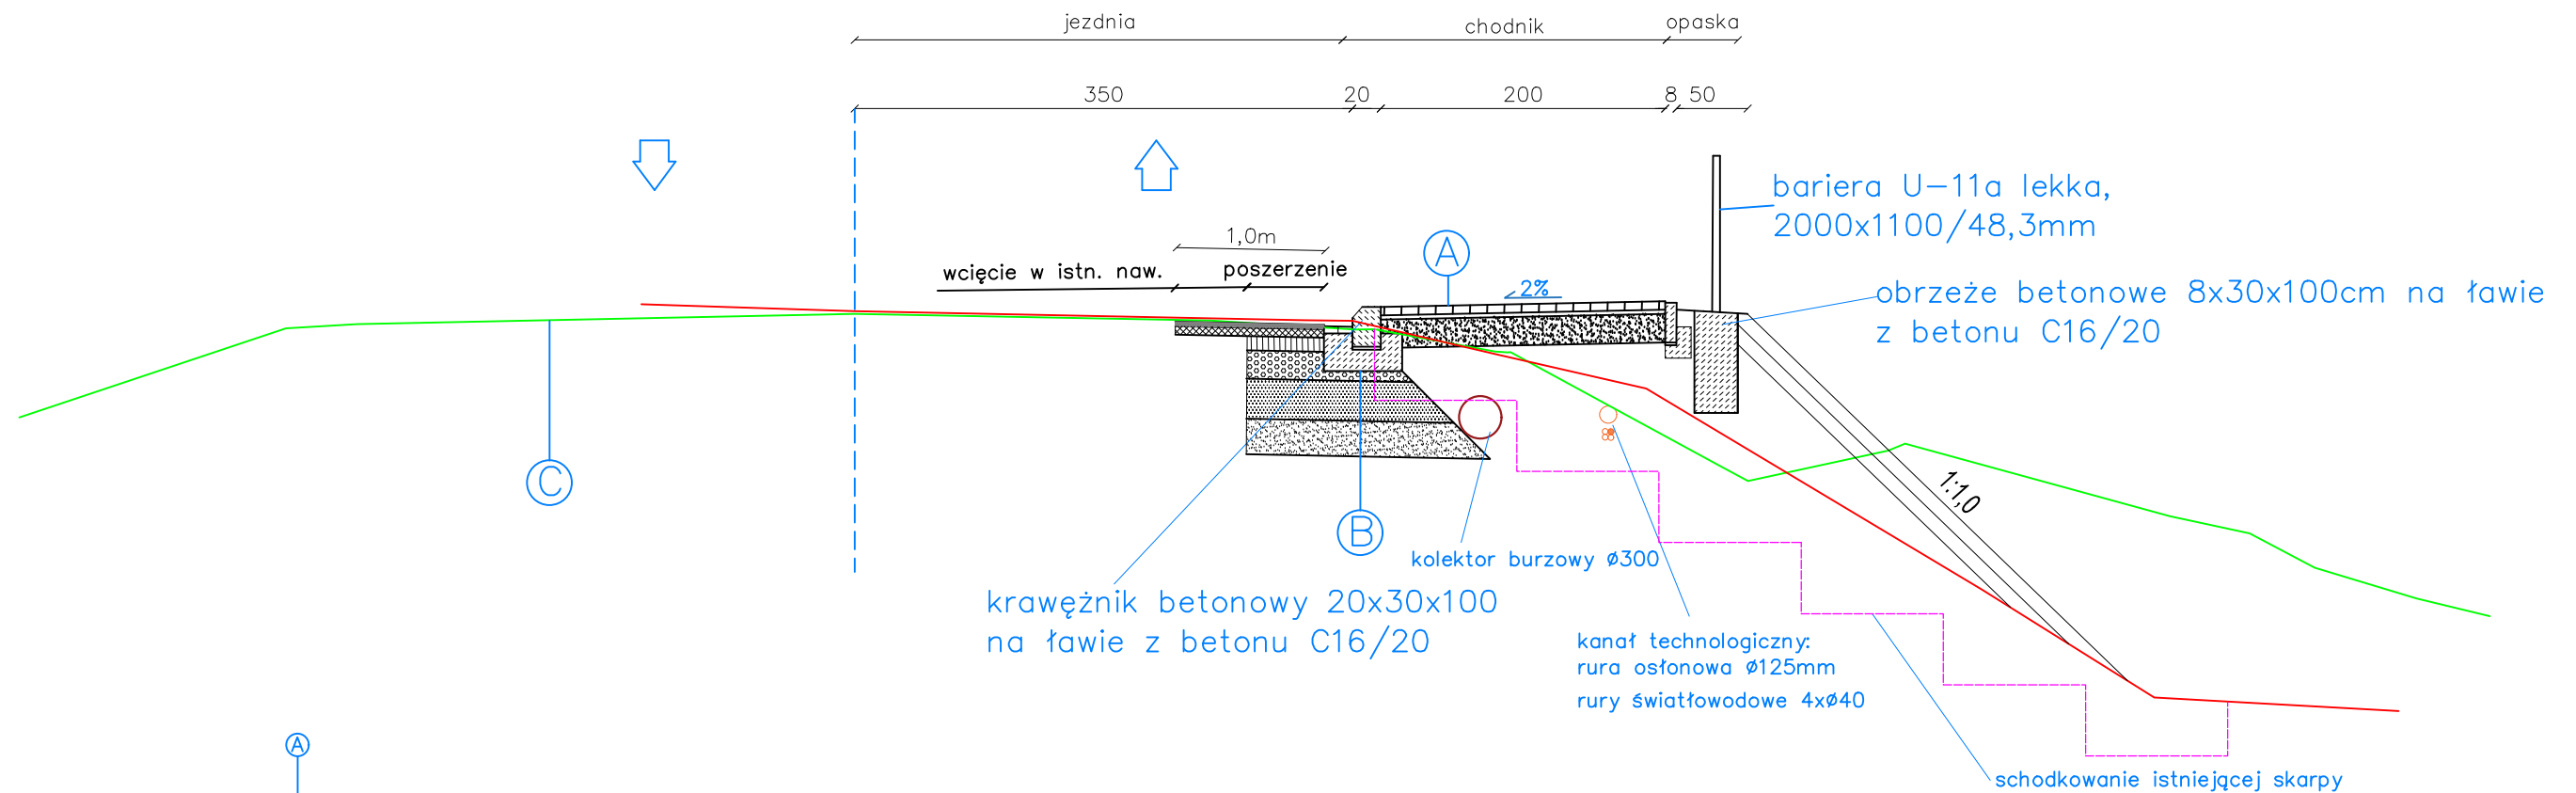 jezdnia
chodnik
opaska
350
20
200
8
50
bariera U-11a lekka,
2000x1100/48,3mm
1,0m
A
wcięcie w istn. naw.
poszerzenie
2%
obrzeże betonowe 8x30x100cm na ławie
z betonu C16/20
C
1:1,0
B
kolektor burzowy ø300
krawężnik betonowy 20x30x100
na ławie z betonu C16/20
kanał technologiczny:
rura osłonowa ø125mm
rury światłowodowe 4xø40
A
schodkowanie istniejącej skarpy